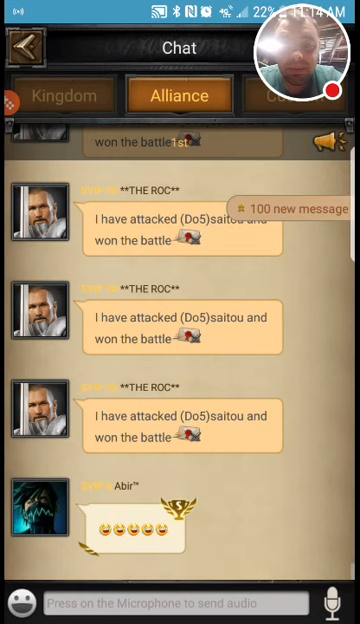 22% 11:14 AM
Chat
Kingdom
Alliance
won the battle 1st
**THE ROC**
100 new message
I have attacked (Do5)saitou and
won the battle
**THE ROC**
I have attacked (Do5)saitou and
won the battle
**THE ROC**
I have attacked (Do5)saitou and
won the battle
Abir™
S
Press on the Microphone to send audio